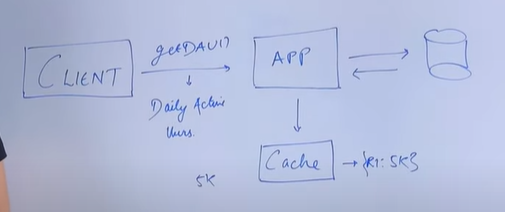 CLIENT
getDAU()
↓
Daily Active
Users.
APP
Cache
→ {R1: 5K}
5K